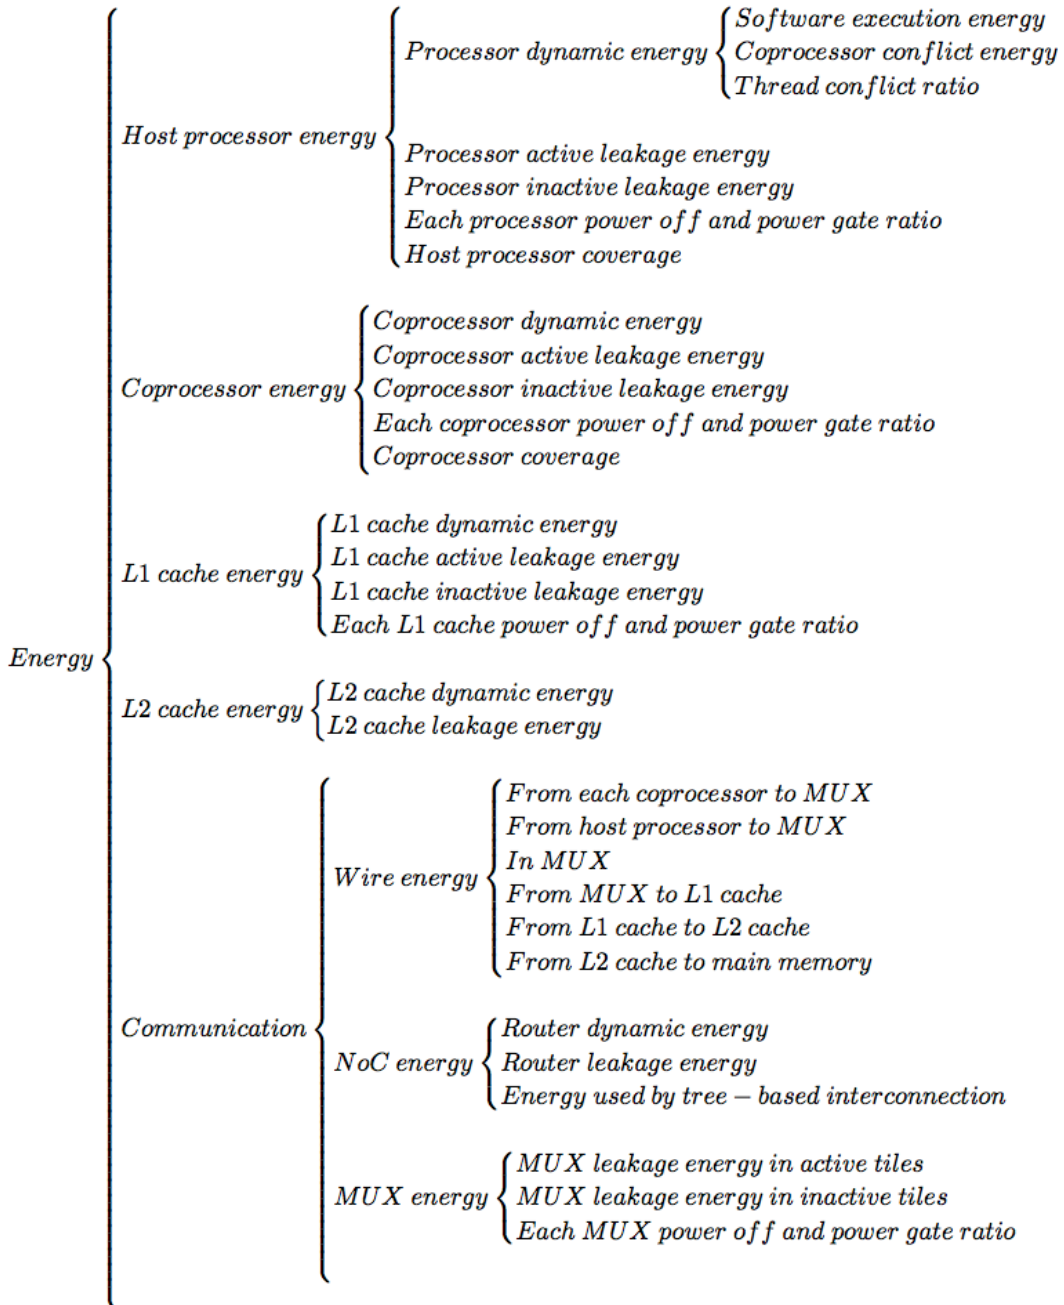 Software execution energy
Processor dynamic energy
Coprocessor conflict energy
Thread conflict ratio
Host processor energy
Processor active leakage energy
Processor inactive leakage energy
Each processor power off and power gate ratio
Host processor coverage
Coprocessor dynamic energy
Coprocessor active leakage energy
Coprocessor energy
Coprocessor inactive leakage energy
Each coprocessor power off and power gate ratio
Coprocessor coverage
L1 cache dynamic energy
L1 cache active leakage energy
L1 cache energy
L1 cache inactive leakage energy
Each L1 cache power off and power gate ratio
Energy
L2 cache dynamic energy
L2 cache energy
L2 cache leakage energy
From each coprocessor to MUX
From host processor to MUX
In MUX
Wire energy
From MUX to L1 cache
From L1 cache to L2 cache
From L2 cache to main memory
Communication
Router dynamic energy
NoC energy
Router leakage energy
Energy used by tree − based interconnection
MUX leakage energy in active tiles
MUX energy
MUX leakage energy in inactive tiles
Each MUX power off and power gate ratio